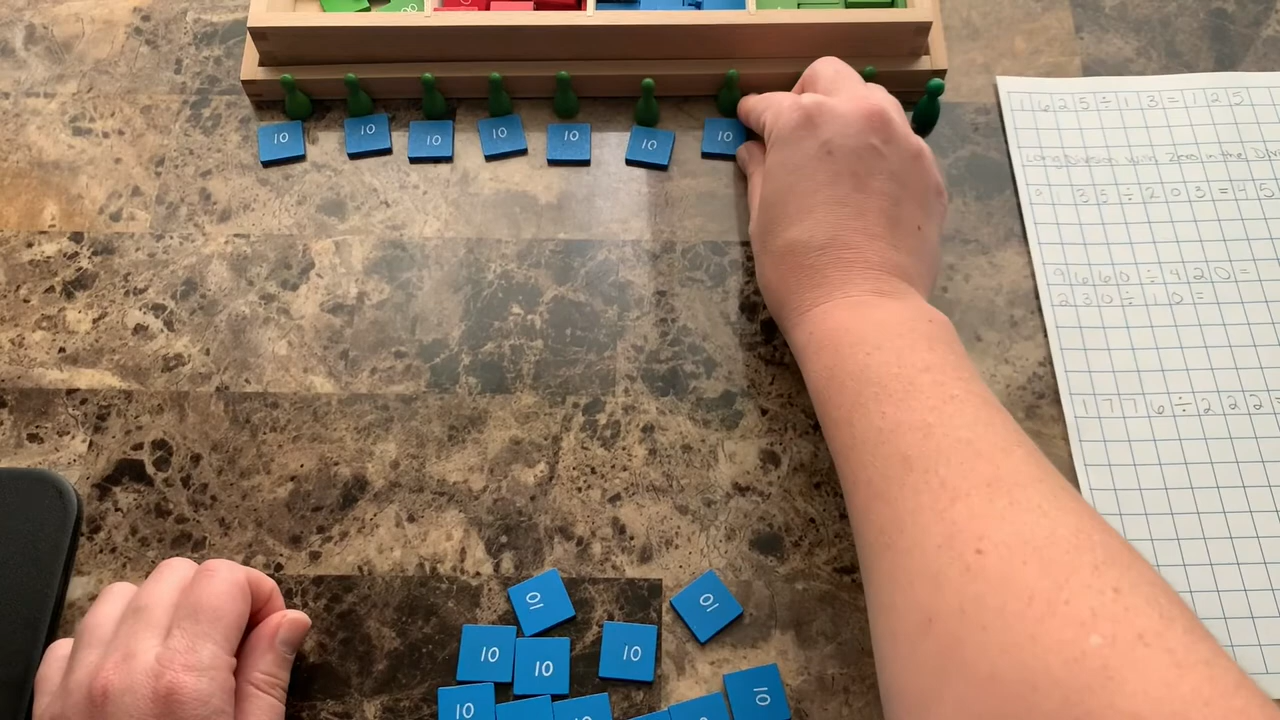 10 10 10 10 10 10 10
1625÷13=125
Long Division with Zero in the Divi
9135÷203=45
9660÷420=
230÷10=
1776÷222=
10 10
10 10 10
10 10